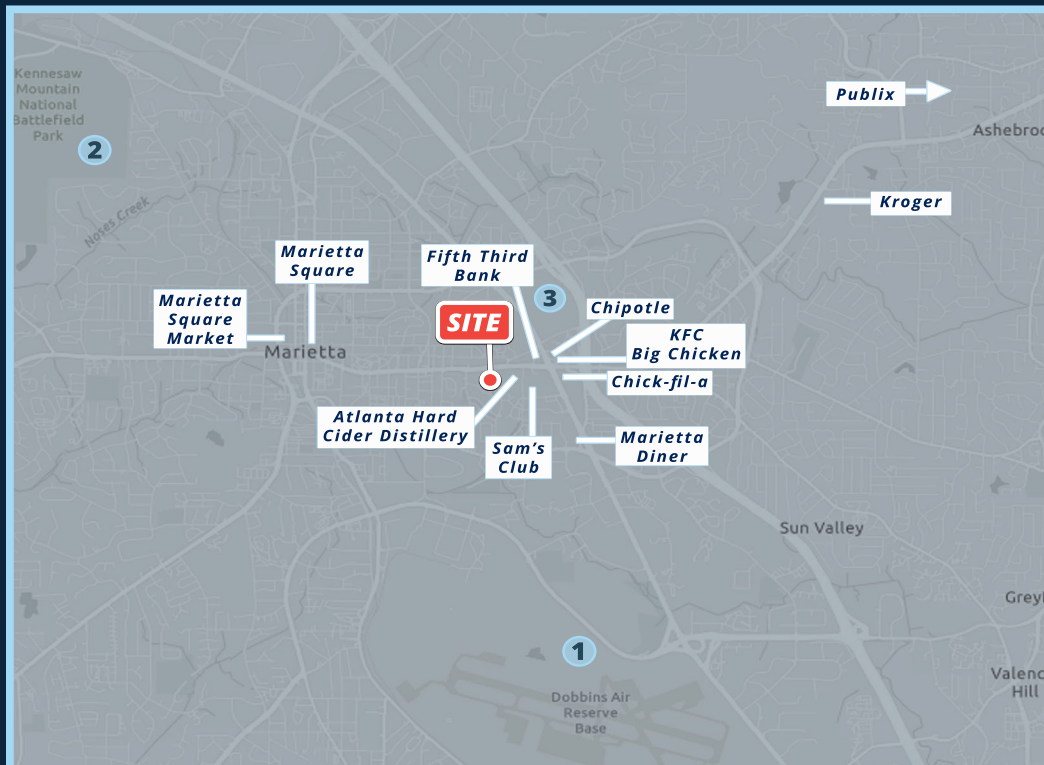 Kennesaw
Mountain
National
Battlefield
Park
2
Publix
Ashebroo
Kroger
Noses Creek
Marietta
Square
Fifth Third
Bank
Marietta
Square
Market
3
SITE
Chipotle
KFC
Big Chicken
Marietta
Chick-fil-a
Atlanta Hard
Cider Distillery
Sam's
Club
Marietta
Diner
Sun Valley
Grey
Valenc
Hill
1
Dobbins Air
Reserve
Base